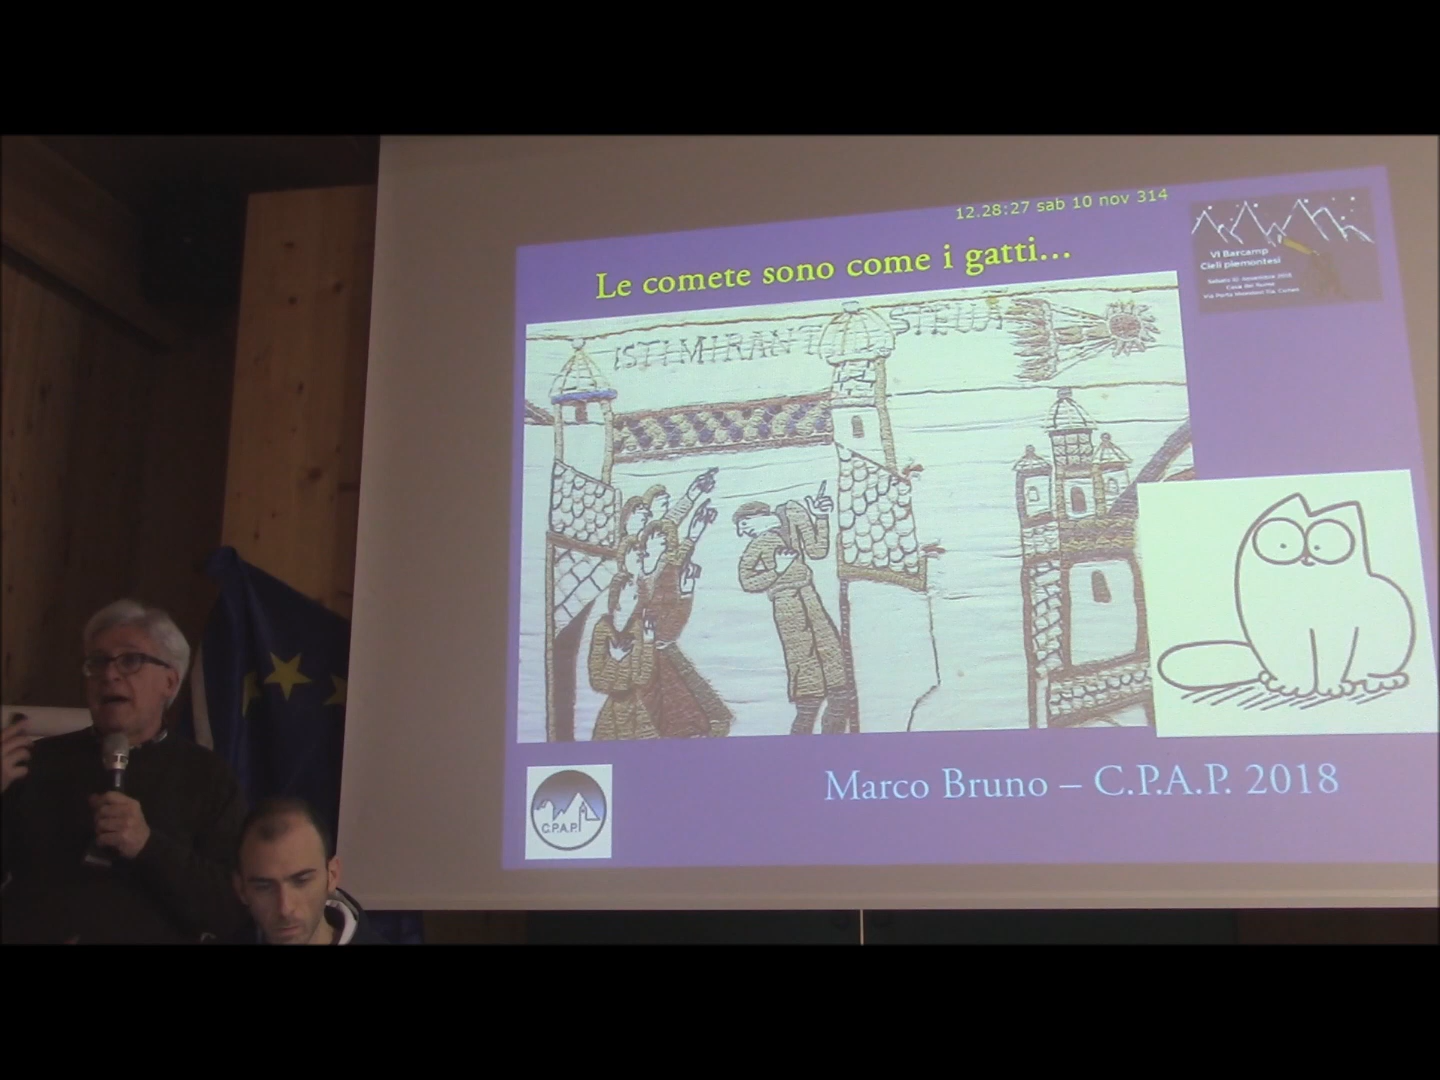 12.28:27 sab 10 nov 314
Le comete sono come i gatti...
VI Barcamp
Cieli piemontesi
ISTI MIRANT STELLA
C.P.A.P.
Marco Bruno – C.P.A.P. 2018